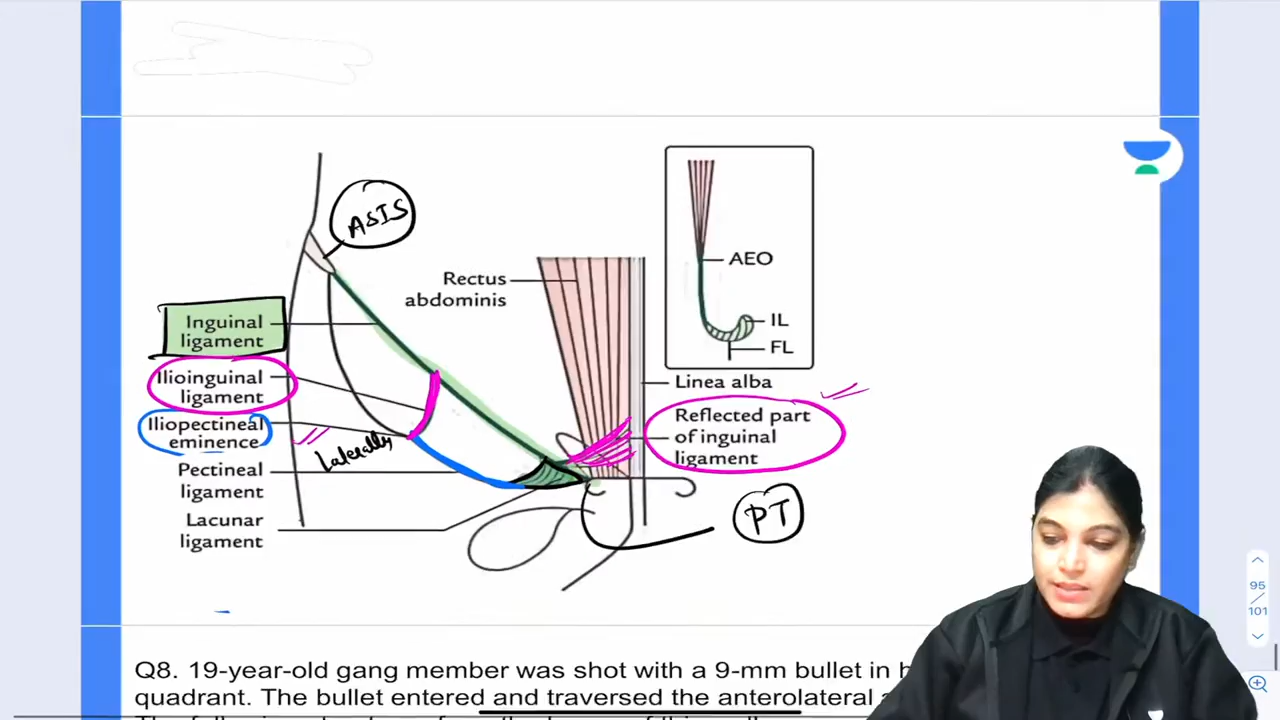 ASIS
AEO
Rectus
abdominis
IL
Inguinal
ligament
FL
Ilioinguinal
ligament
Linea alba
Iliopectineal
eminence
Reflected part
of inguinal
ligament
Laterally
Pectineal
ligament
PT
Lacunar
ligament
95
/
101
Q8. 19-year-old gang member was shot with a 9-mm bullet in
quadrant. The bullet entered and traversed the anterolateral